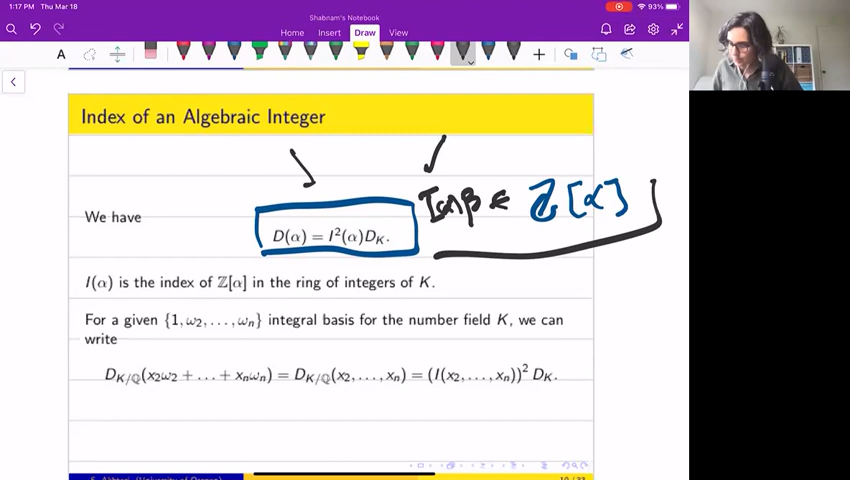 1:17 PM Thu Mar 18
93%
Shabnam's Notebook
Home Insert Draw View
A
Index of an Algebraic Integer
I(α)β ∈ ℤ[α]
We have
D(α) = I²(α)D_K.
I(α) is the index of ℤ[α] in the ring of integers of K.
For a given {1, ω₂, . . . , ωₙ} integral basis for the number field K, we can
write
D_{K/ℚ}(x₂ω₂ + . . . + xₙωₙ) = D_{K/ℚ}(x₂, . . . , xₙ) = (I(x₂, . . . , xₙ))² D_K.